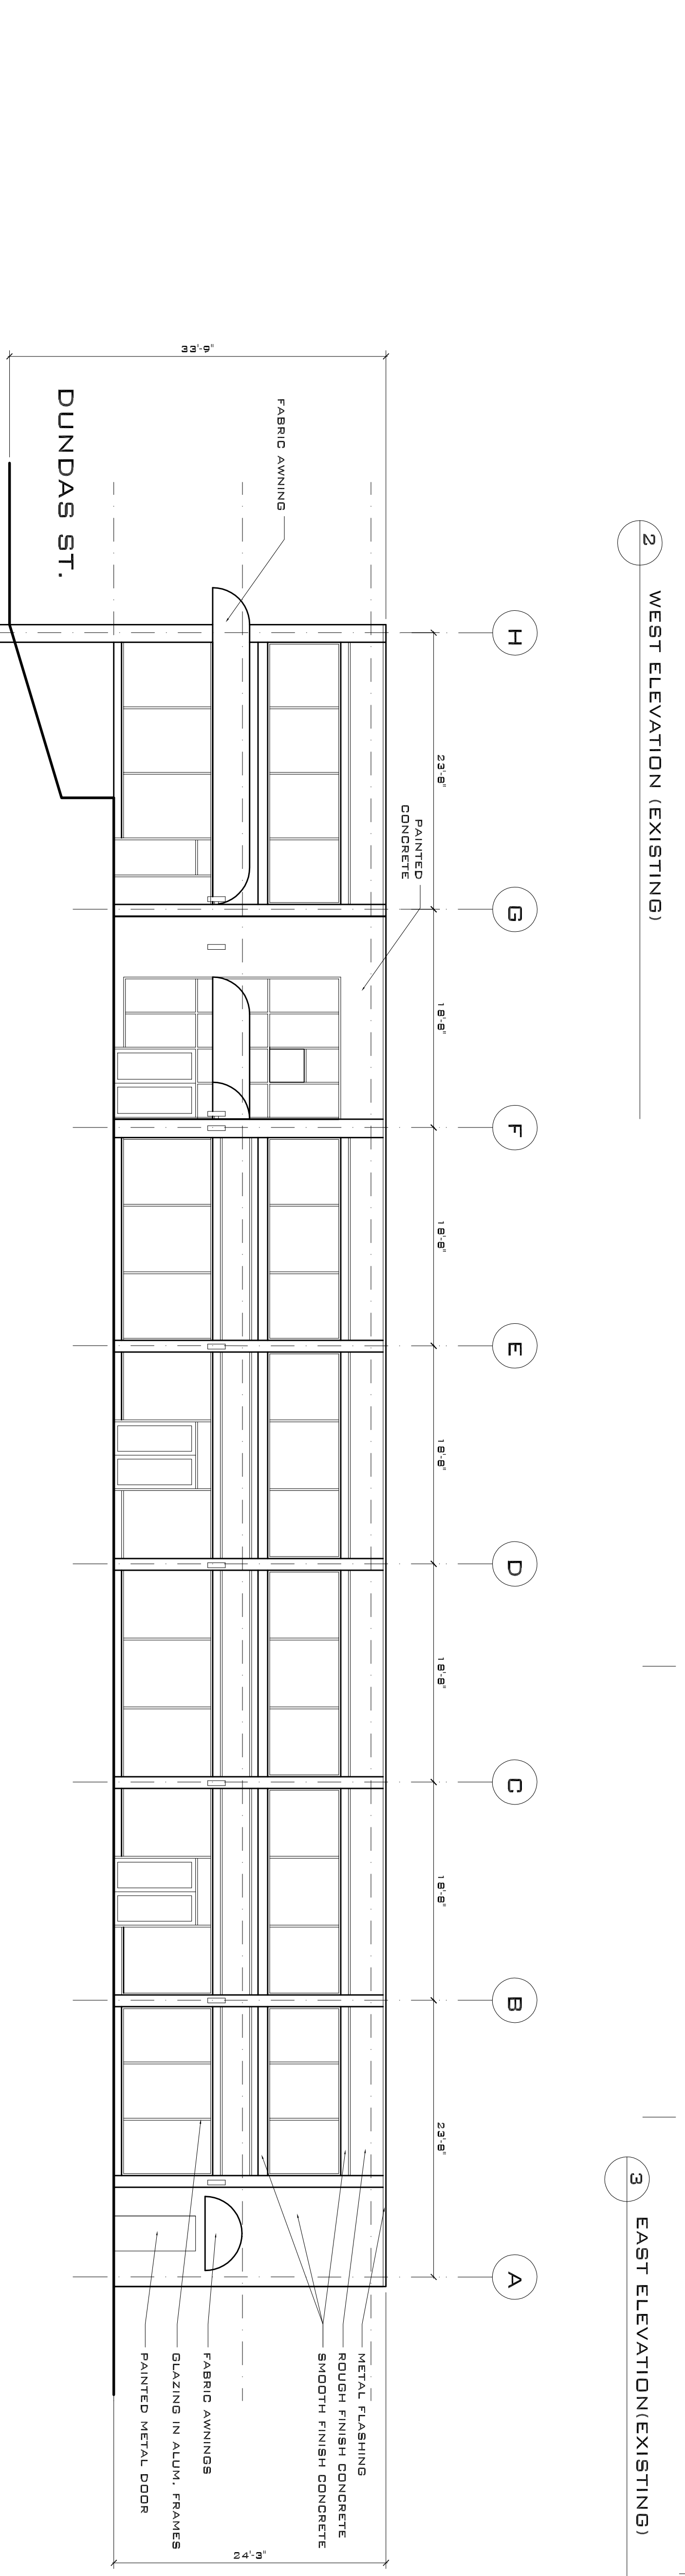 2
WEST ELEVATION (EXISTING)
3
EAST ELEVATION(EXISTING)
H
G
F
E
D
C
B
A
23'-8"
18'-8"
18'-8"
18'-8"
18'-8"
18'-8"
23'-8"
33'-9"
PAINTED
CONCRETE
FABRIC AWNING
DUNDAS ST.
METAL FLASHING
ROUGH FINISH CONCRETE
SMOOTH FINISH CONCRETE
FABRIC AWNINGS
GLAZING IN ALUM. FRAMES
PAINTED METAL DOOR
24'-3"